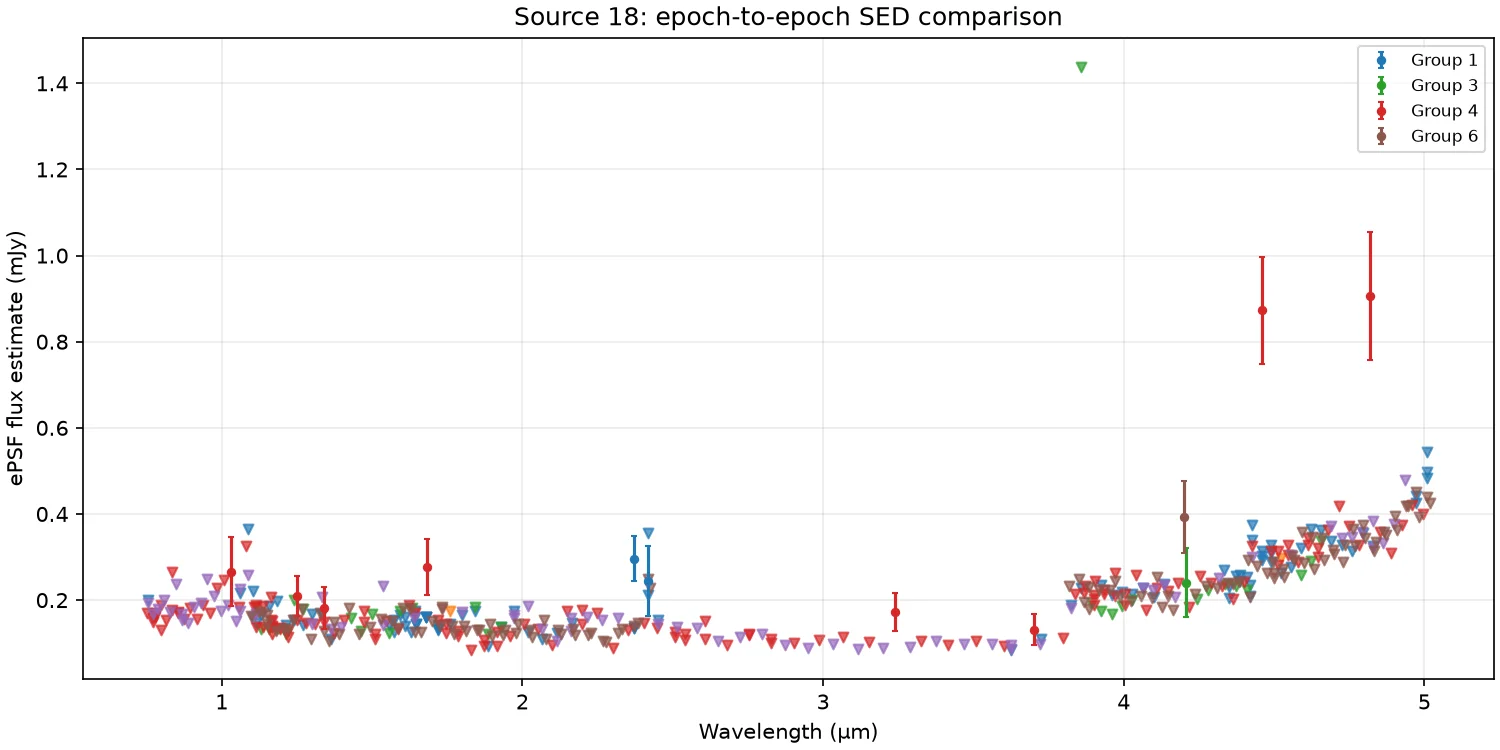 Source 18: epoch-to-epoch SED comparison
Group 1
Group 3
Group 4
Group 6
ePSF flux estimate (mJy)
1.4
1.2
1.0
0.8
0.6
0.4
0.2
1 2 3 4 5
Wavelength (µm)